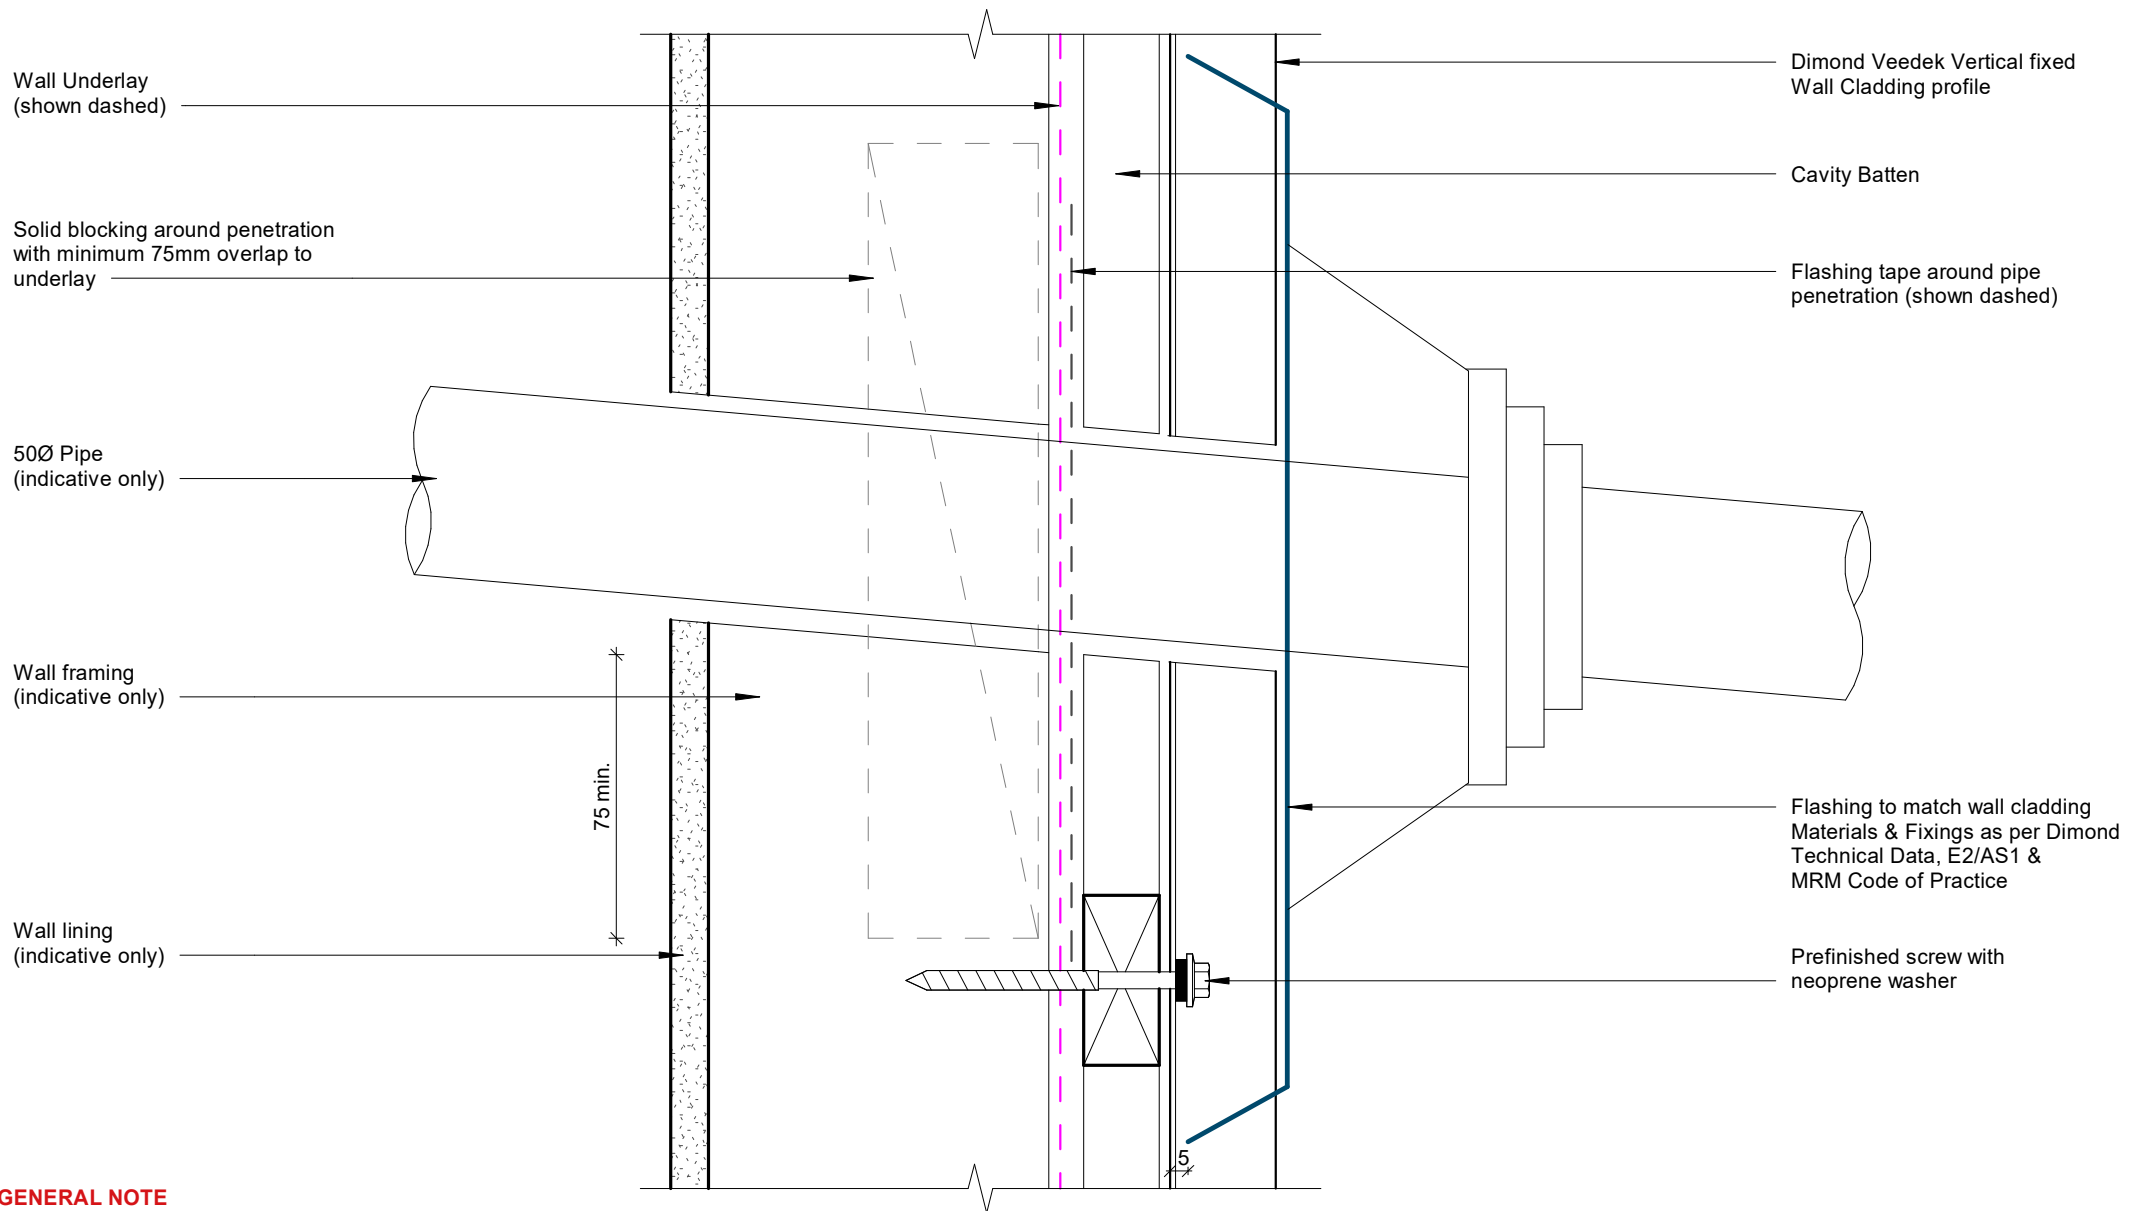 Wall Underlay
(shown dashed)
Solid blocking around penetration
with minimum 75mm overlap to
underlay
50Ø Pipe
(indicative only)
Wall framing
(indicative only)
75 min.
Wall lining
(indicative only)
Dimond Veedek Vertical fixed
Wall Cladding profile
Cavity Batten
Flashing tape around pipe
penetration (shown dashed)
Flashing to match wall cladding
Materials & Fixings as per Dimond
Technical Data, E2/AS1 &
MRM Code of Practice
Prefinished screw with
neoprene washer
5
GENERAL NOTE